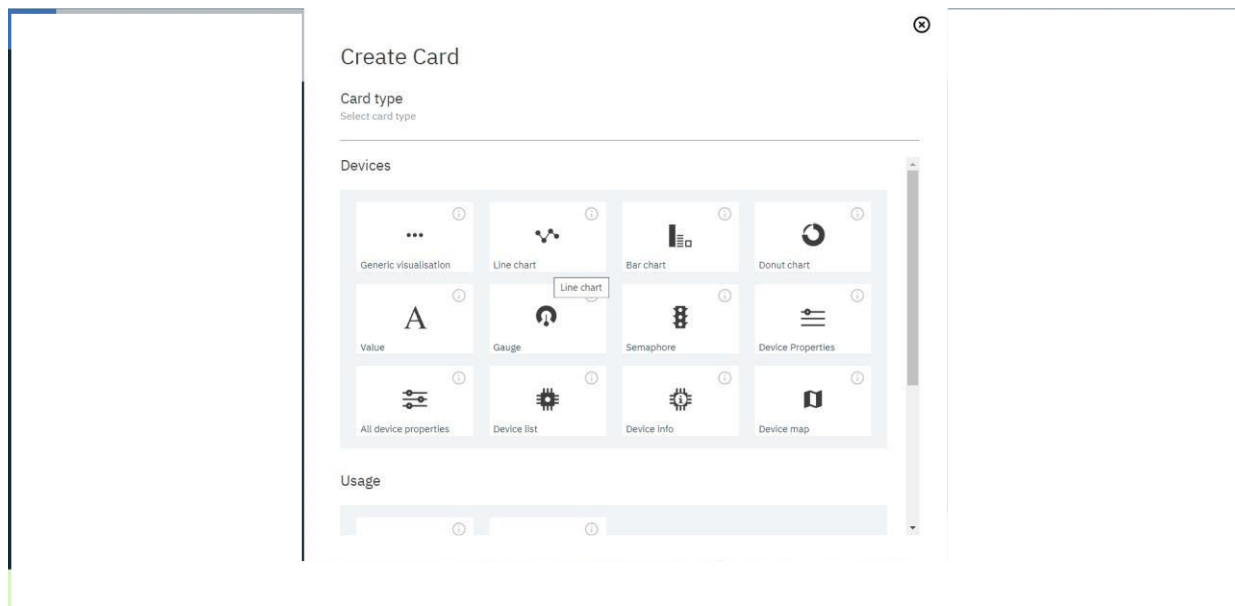 Create Card
Card type
Select card type
Devices
Generic visualisation
Line chart
Bar chart
Donut chart
Line chart
Value
Gauge
Semaphore
Device Properties
All device properties
Device list
Device info
Device map
Usage